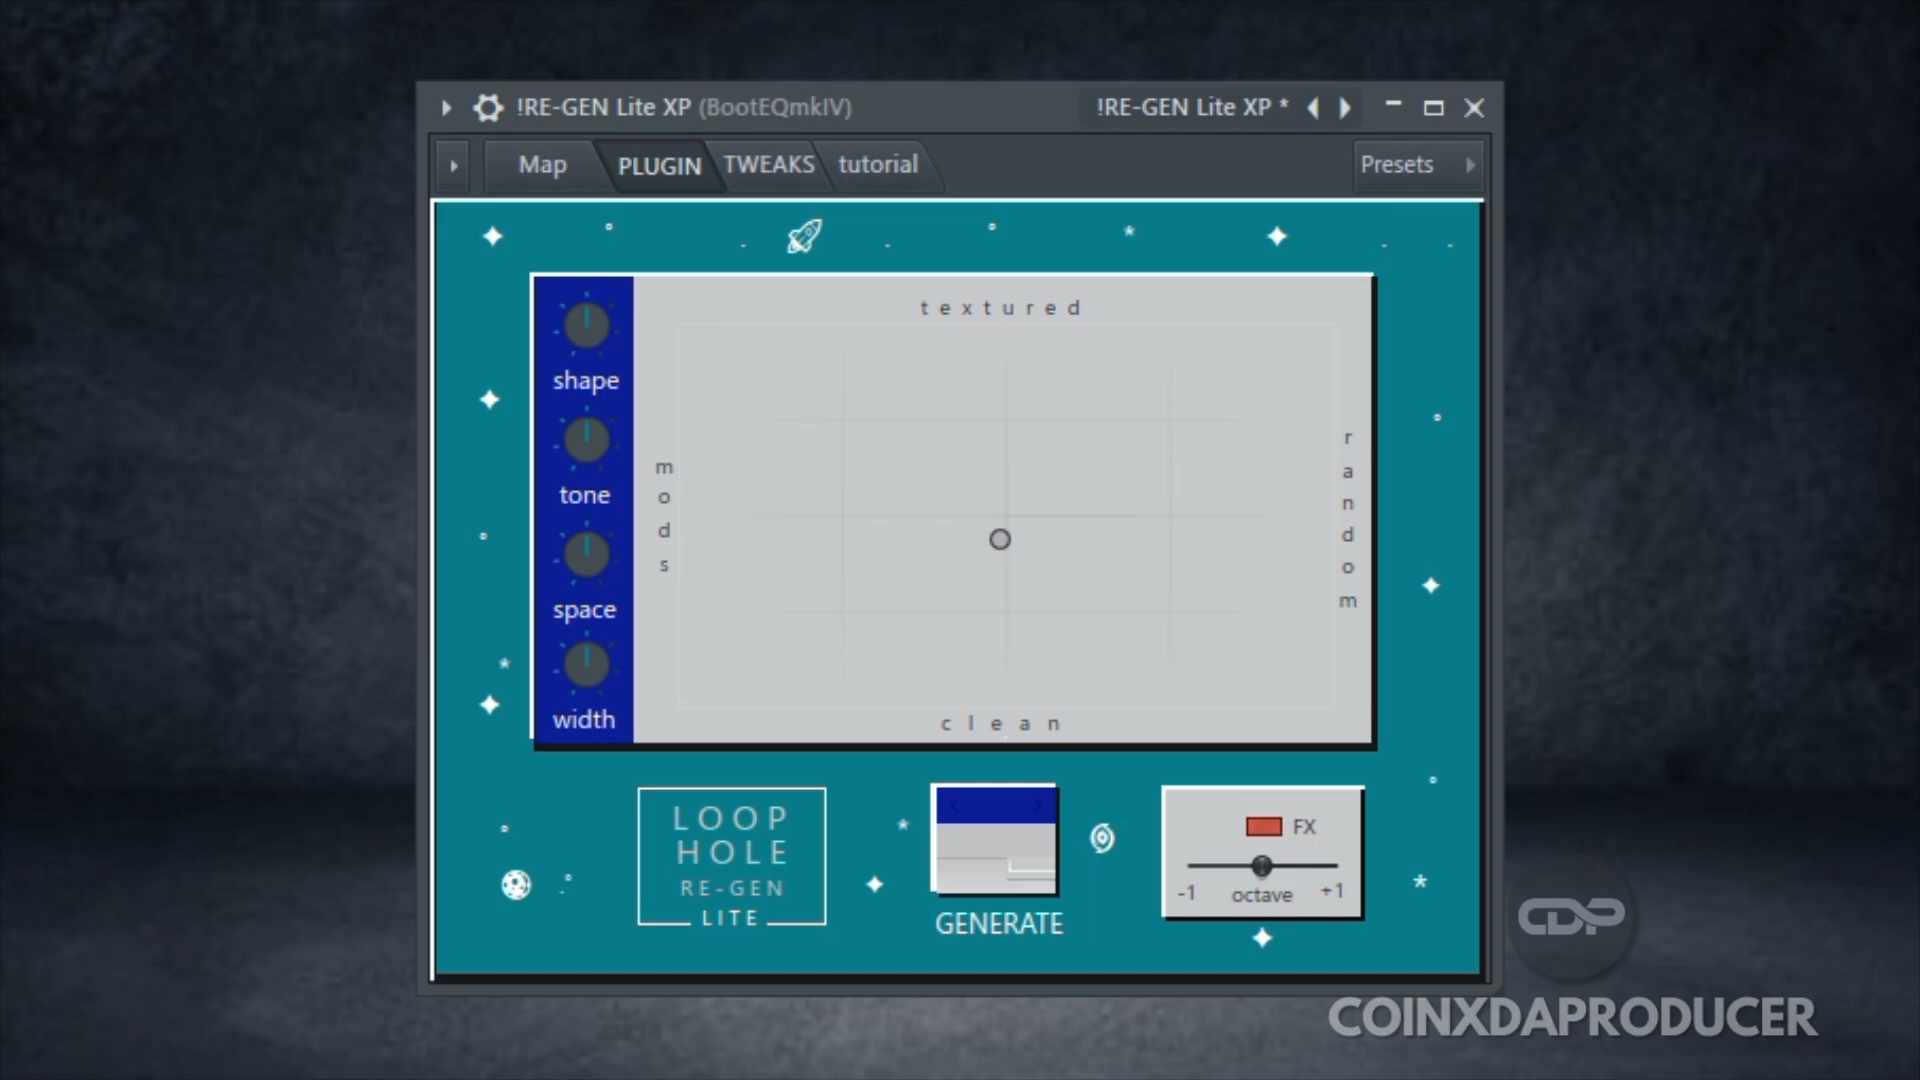 !RE-GEN Lite XP (BootEQmkIV)
!RE-GEN Lite XP *
Map
PLUGIN
TWEAKS
tutorial
Presets
textured
shape
tone
space
width
mods
random
clean
LOOP
HOLE
RE-GEN
LITE
GENERATE
FX
-1
octave
+1
CDP
COINXDAPRODUCER